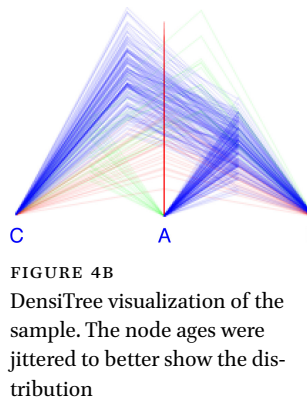 C A
FIGURE 4B
DensiTree visualization of the
sample. The node ages were
jittered to better show the dis-
tribution